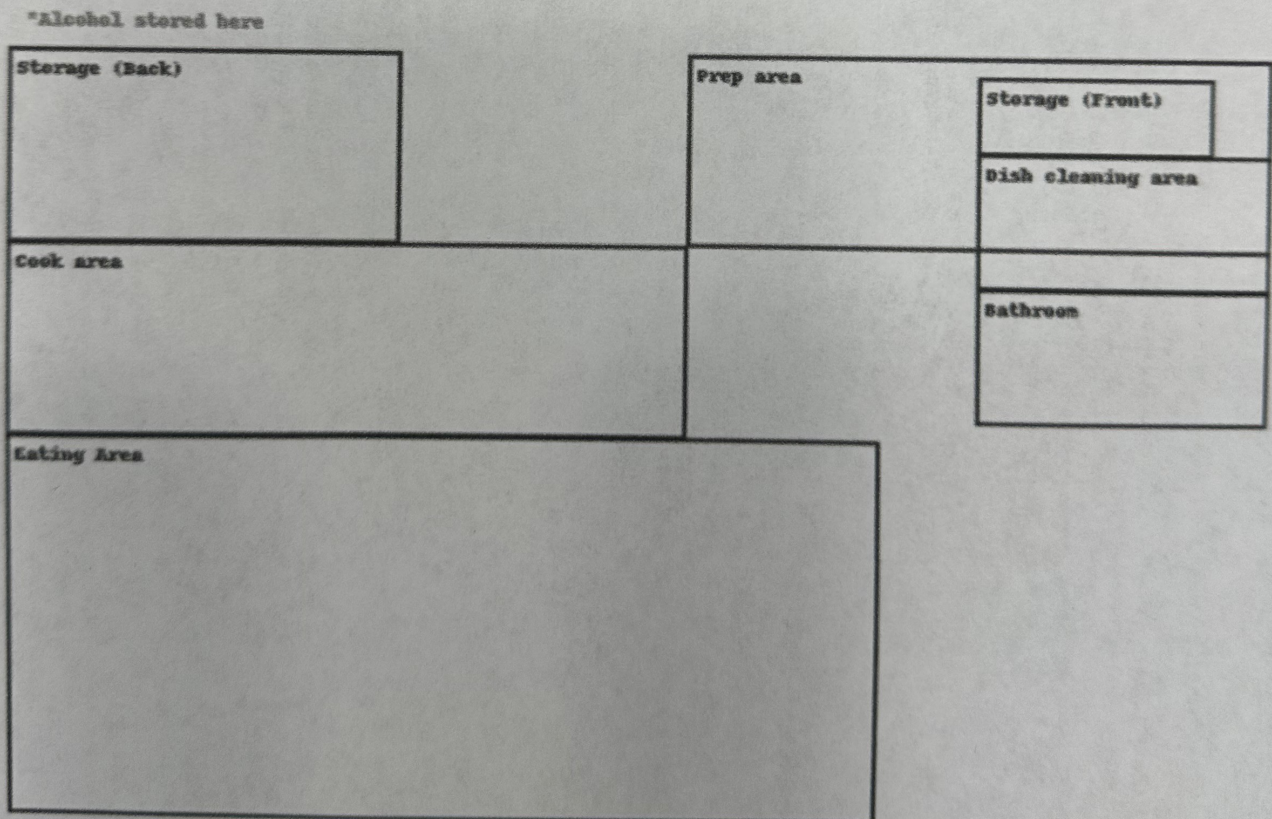 *Alcohol stored here
Storage (Back)
Prep area
Storage (Front)
Dish cleaning area
Cook area
Bathroom
Eating Area